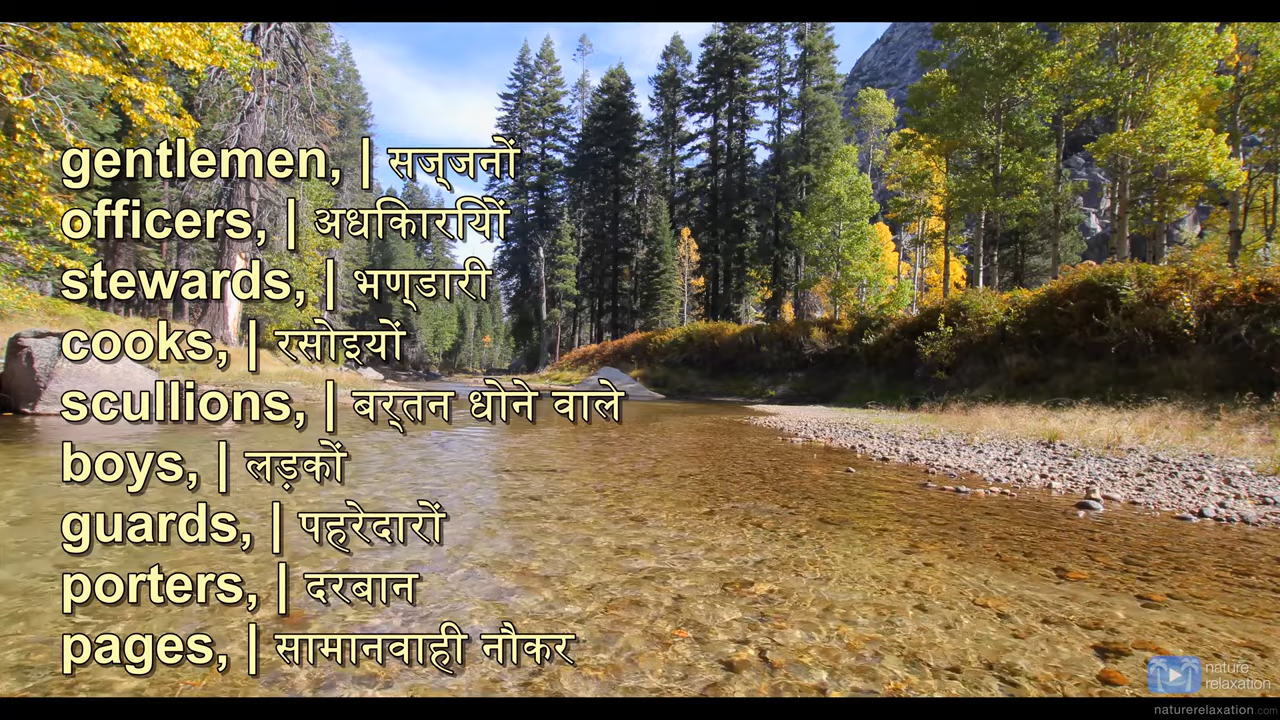 gentlemen, | सज्जनों
officers, | अधिकारियों
stewards, | भण्डारी
cooks, | रसोइयों
scullions, | बर्तन धोने वाले
boys, | लड़कों
guards, | पहरेदारों
porters, | दरबान
pages, | सामानवाही नौकर
nature
relaxation
naturerelaxation.com